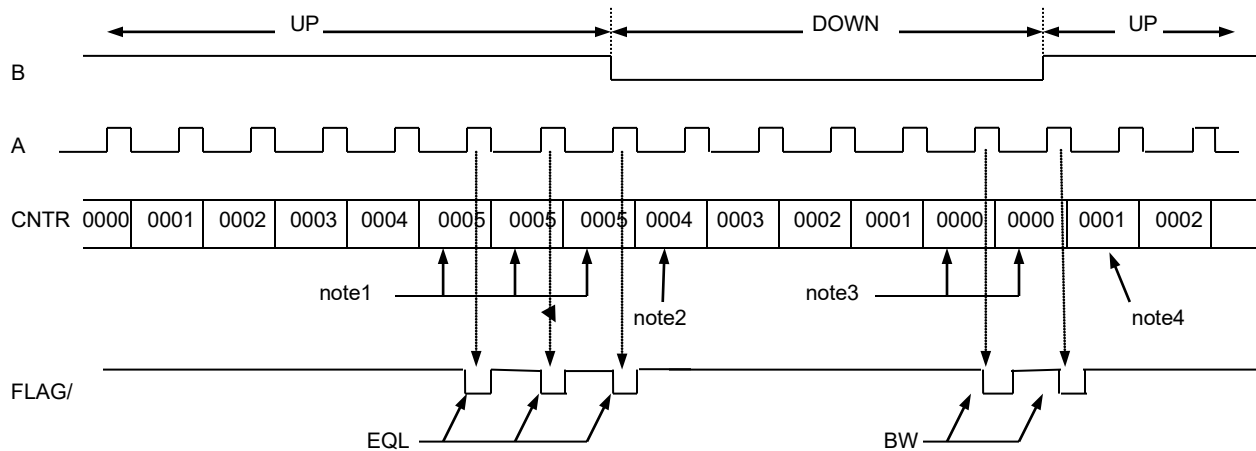 UP DOWN UP
B
A
CNTR 0000 0001 0002 0003 0004 0005 0005 0005 0004 0003 0002 0001 0000 0000 0001 0002
note1 note2 note3 note4
FLAG/
EQL BW